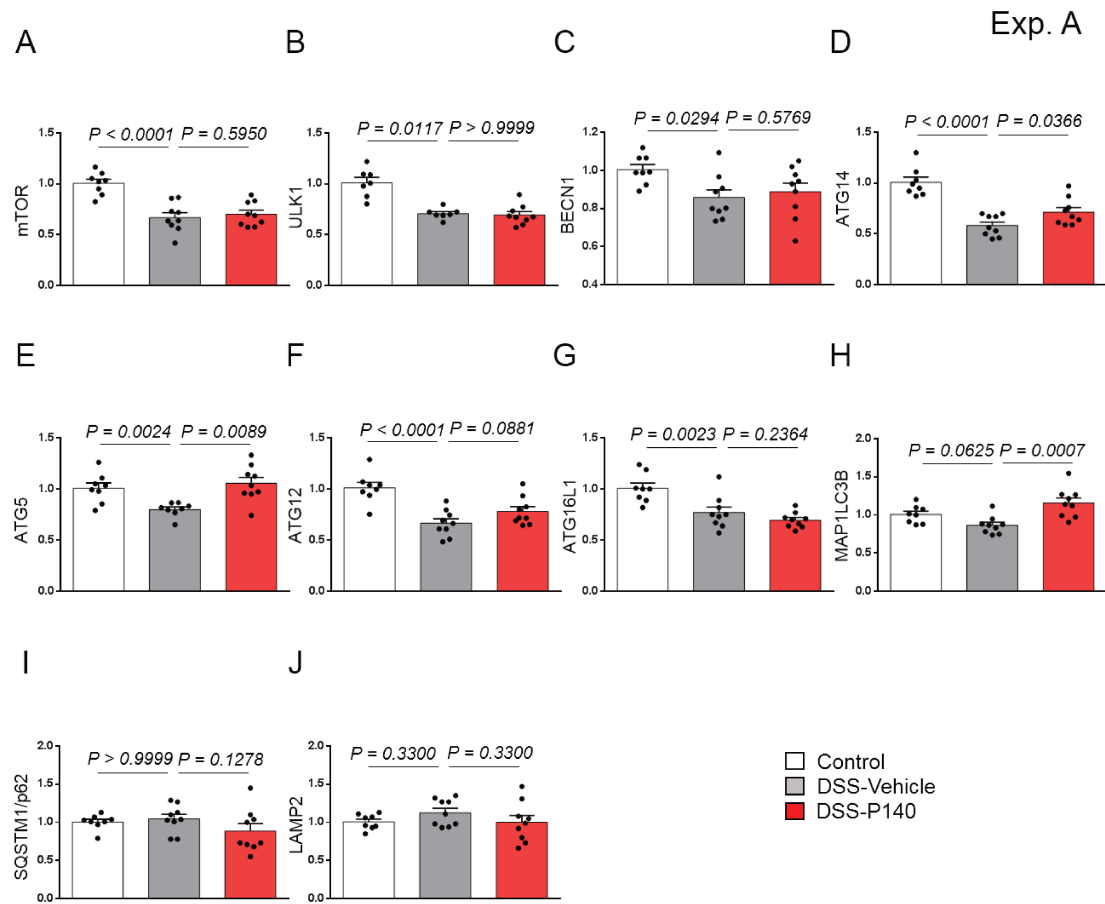 Exp. A
A
B
C
D
P < 0.0001 P = 0.5950
mTOR
1.5
1.0
0.5
0.0
P = 0.0117 P > 0.9999
ULK1
1.5
1.0
0.5
0.0
P = 0.0294 P = 0.5769
BECN1
1.2
1.0
0.8
0.6
0.4
P < 0.0001 P = 0.0366
ATG14
1.5
1.0
0.5
0.0
E
F
G
H
P = 0.0024 P = 0.0089
ATG5
1.5
1.0
0.5
0.0
P < 0.0001 P = 0.0881
ATG12
1.5
1.0
0.5
0.0
P = 0.0023 P = 0.2364
ATG16L1
1.5
1.0
0.5
0.0
P = 0.0625 P = 0.0007
MAP1LC3B
2.0
1.5
1.0
0.5
0.0
I
J
P > 0.9999 P = 0.1278
SQSTM1/p62
2.0
1.5
1.0
0.5
0.0
P = 0.3300 P = 0.3300
LAMP2
2.0
1.5
1.0
0.5
0.0
Control
DSS-Vehicle
DSS-P140